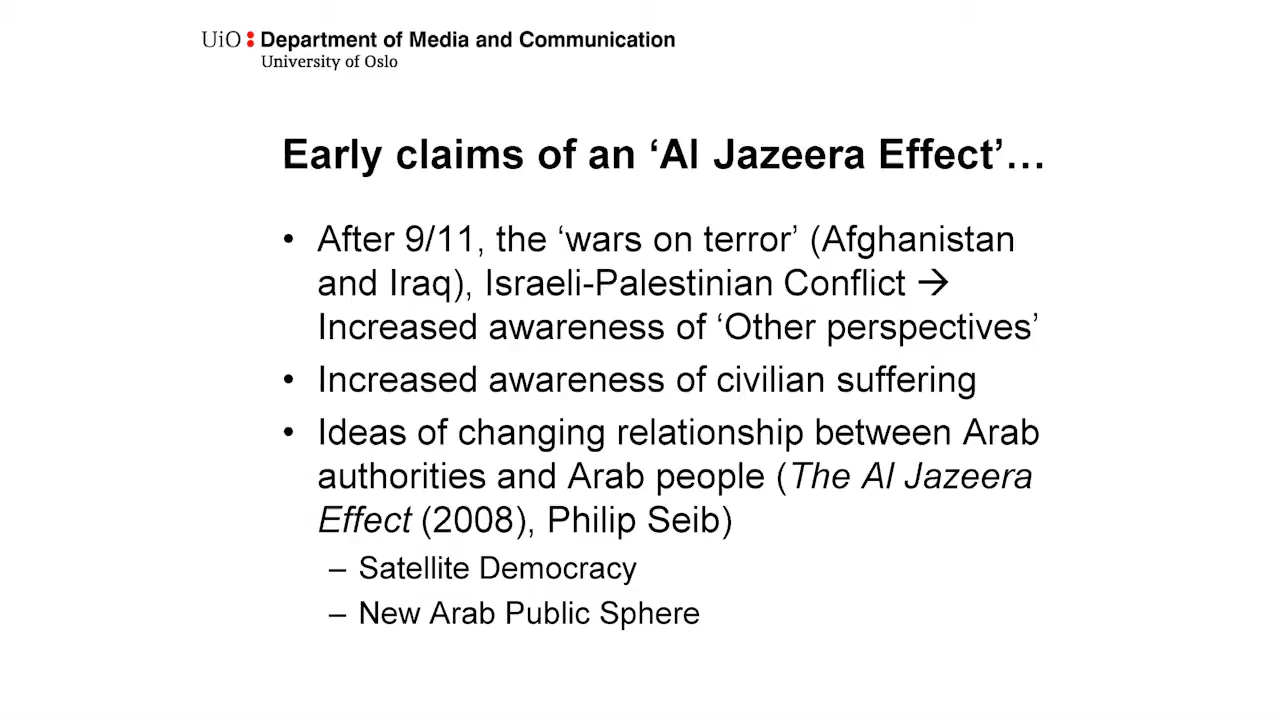 UiO : Department of Media and Communication
University of Oslo
Early claims of an ‘Al Jazeera Effect’…
• After 9/11, the ‘wars on terror’ (Afghanistan
and Iraq), Israeli-Palestinian Conflict →
Increased awareness of ‘Other perspectives’
• Increased awareness of civilian suffering
• Ideas of changing relationship between Arab
authorities and Arab people (The Al Jazeera
Effect (2008), Philip Seib)
– Satellite Democracy
– New Arab Public Sphere